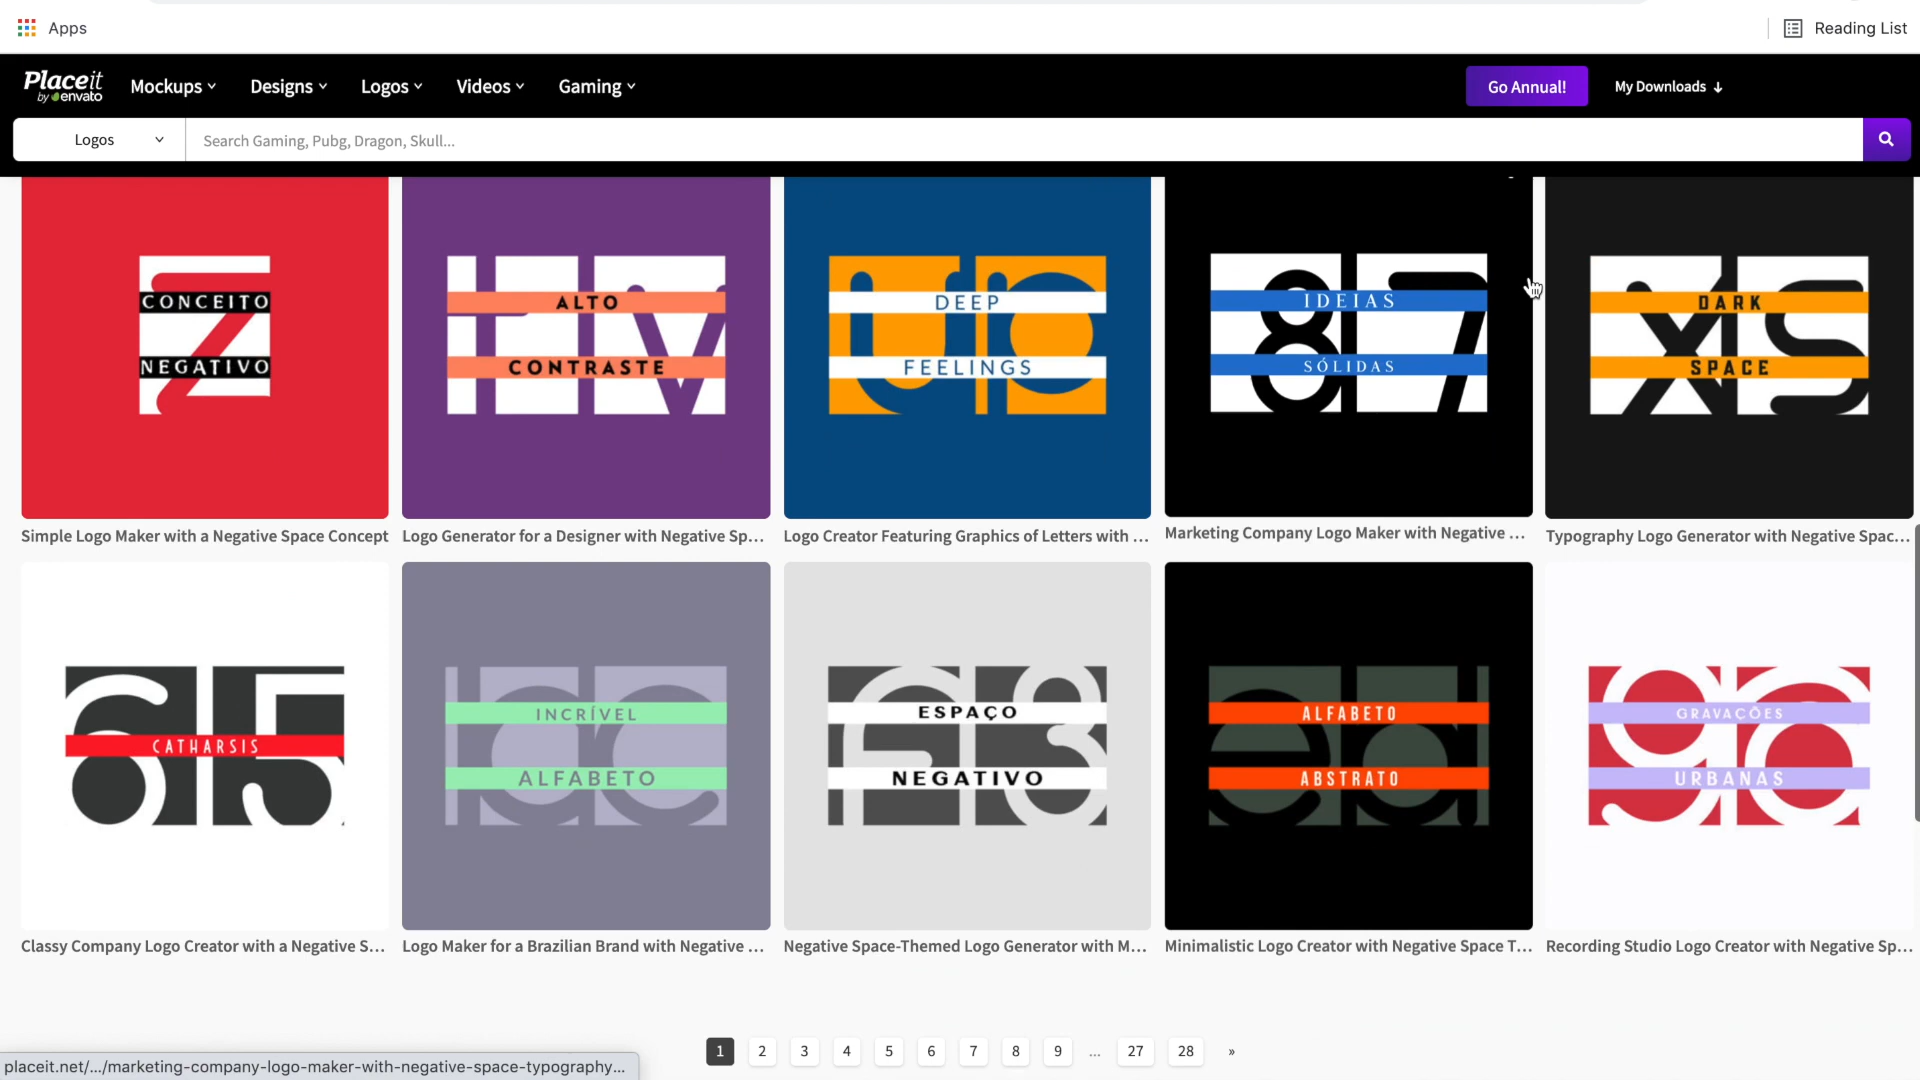 Apps
Reading List
Placeit
by envato
Mockups
Designs
Logos
Videos
Gaming
Go Annual!
My Downloads
Logos
Search Gaming, Pubg, Dragon, Skull...
7
CONCEITO
NEGATIVO
ALTO
CONTRASTE
DEEP
FEELINGS
87
IDEIAS
SÓLIDAS
XS
DARK
SPACE
Simple Logo Maker with a Negative Space Concept
Logo Generator for a Designer with Negative Sp...
Logo Creator Featuring Graphics of Letters with ...
Marketing Company Logo Maker with Negative ...
Typography Logo Generator with Negative Spac...
65
CATHARSIS
INCRÍVEL
ALFABETO
ESPAÇO
NEGATIVO
ALFABETO
ABSTRATO
GRAVAÇÕES
URBANAS
Classy Company Logo Creator with a Negative S...
Logo Maker for a Brazilian Brand with Negative ...
Negative Space-Themed Logo Generator with M...
Minimalistic Logo Creator with Negative Space T...
Recording Studio Logo Creator with Negative Sp...
1 2 3 4 5 6 7 8 9 ... 27 28 »
placeit.net/.../marketing-company-logo-maker-with-negative-space-typography...